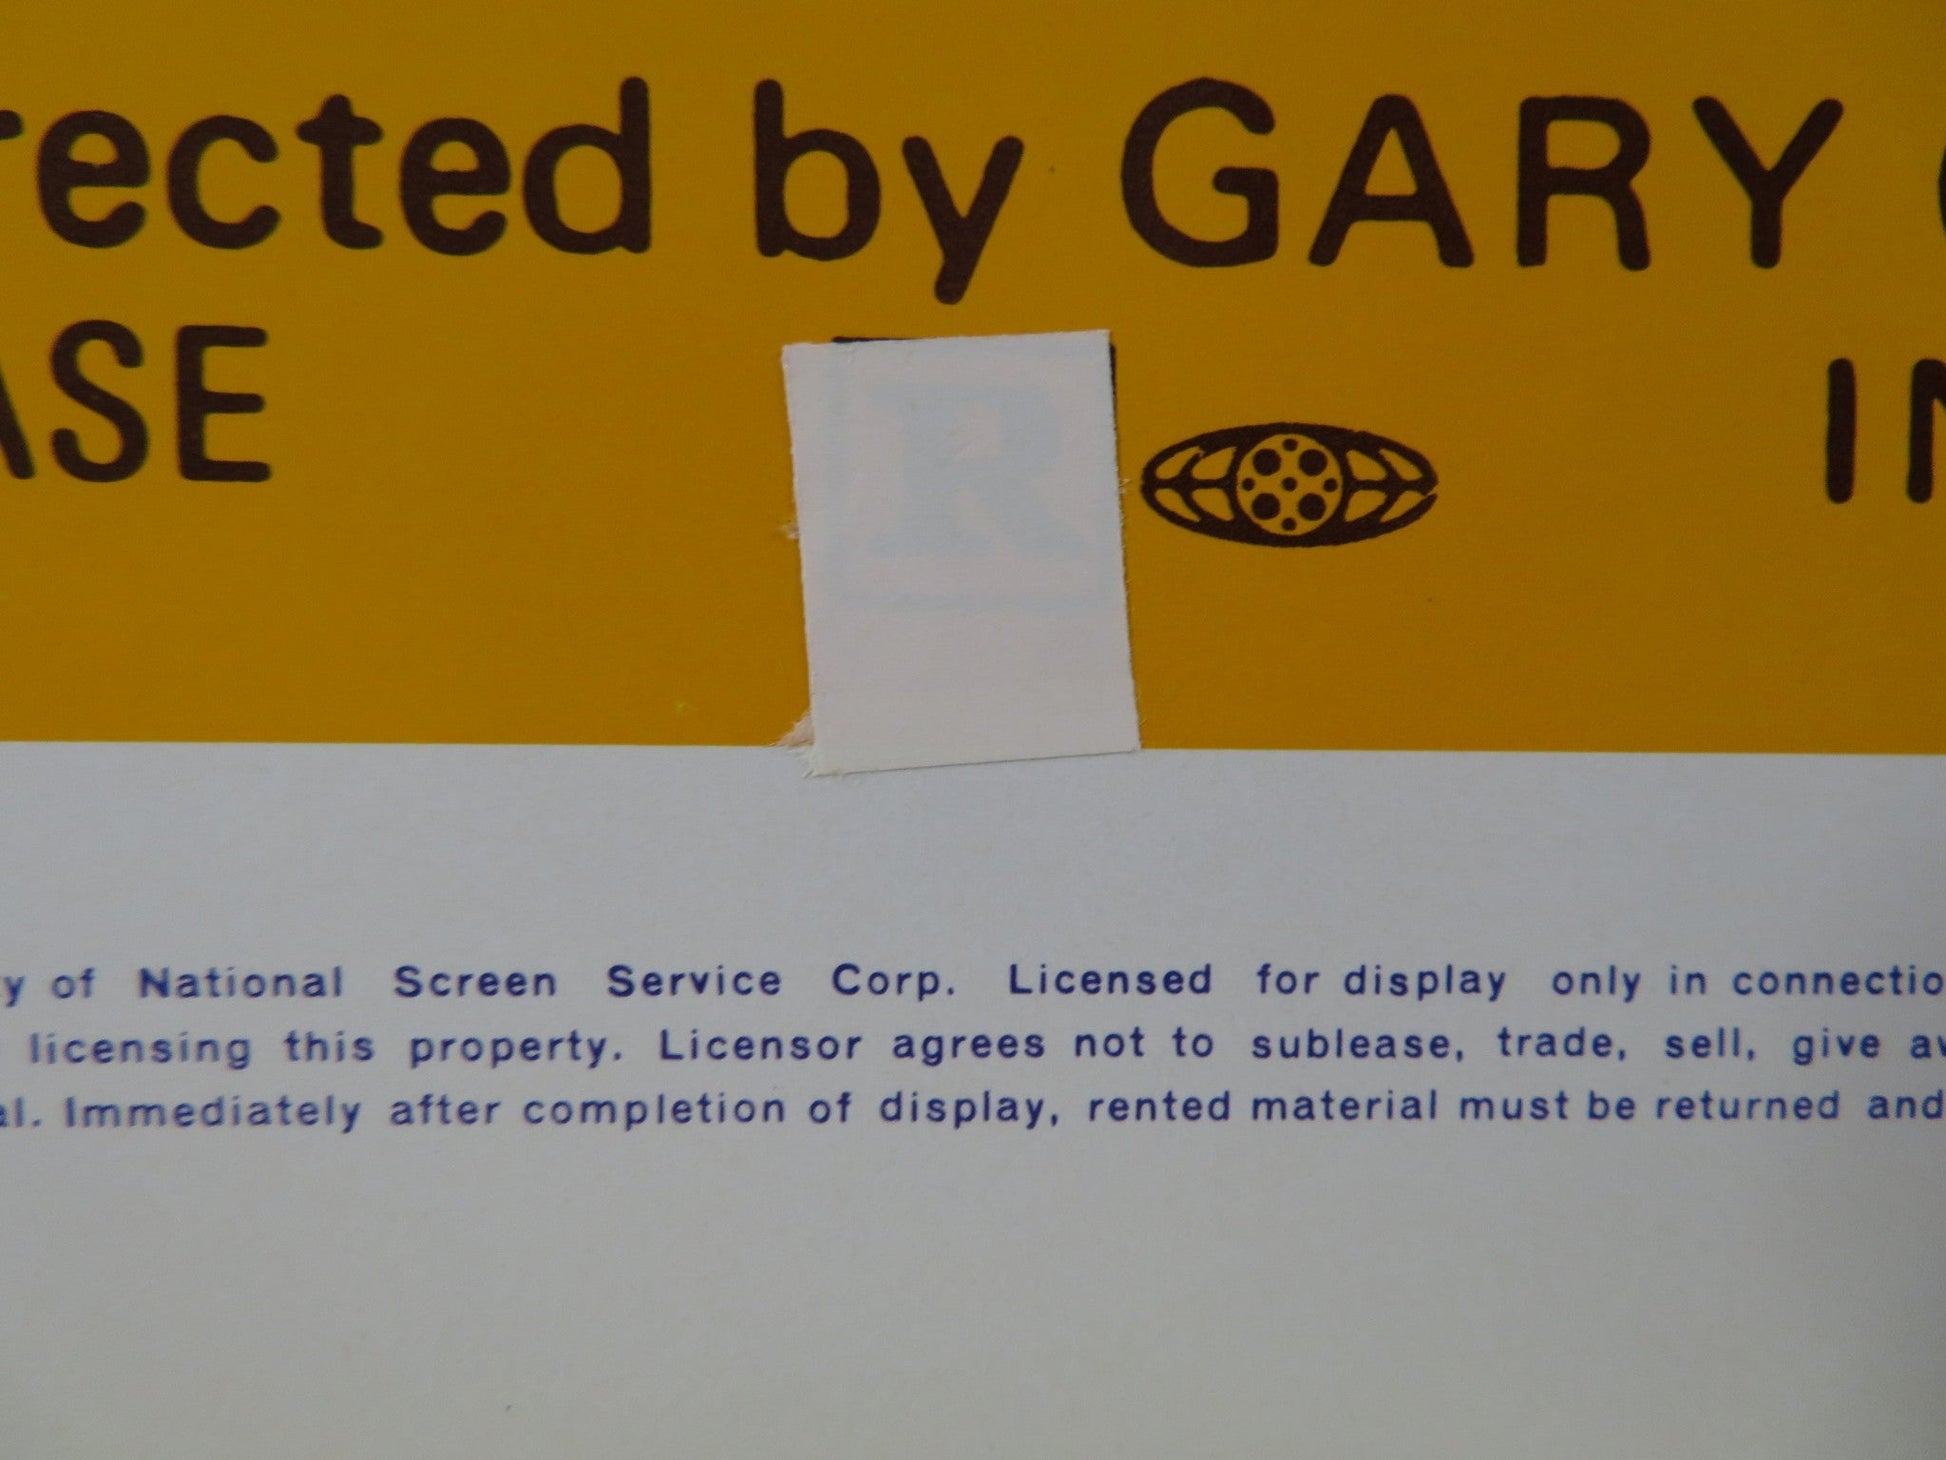 rected by GARY
ASE R IN
y of National Screen Service Corp. Licensed for display only in connectio
licensing this property. Licensor agrees not to sublease, trade, sell, give aw
al. Immediately after completion of display, rented material must be returned and